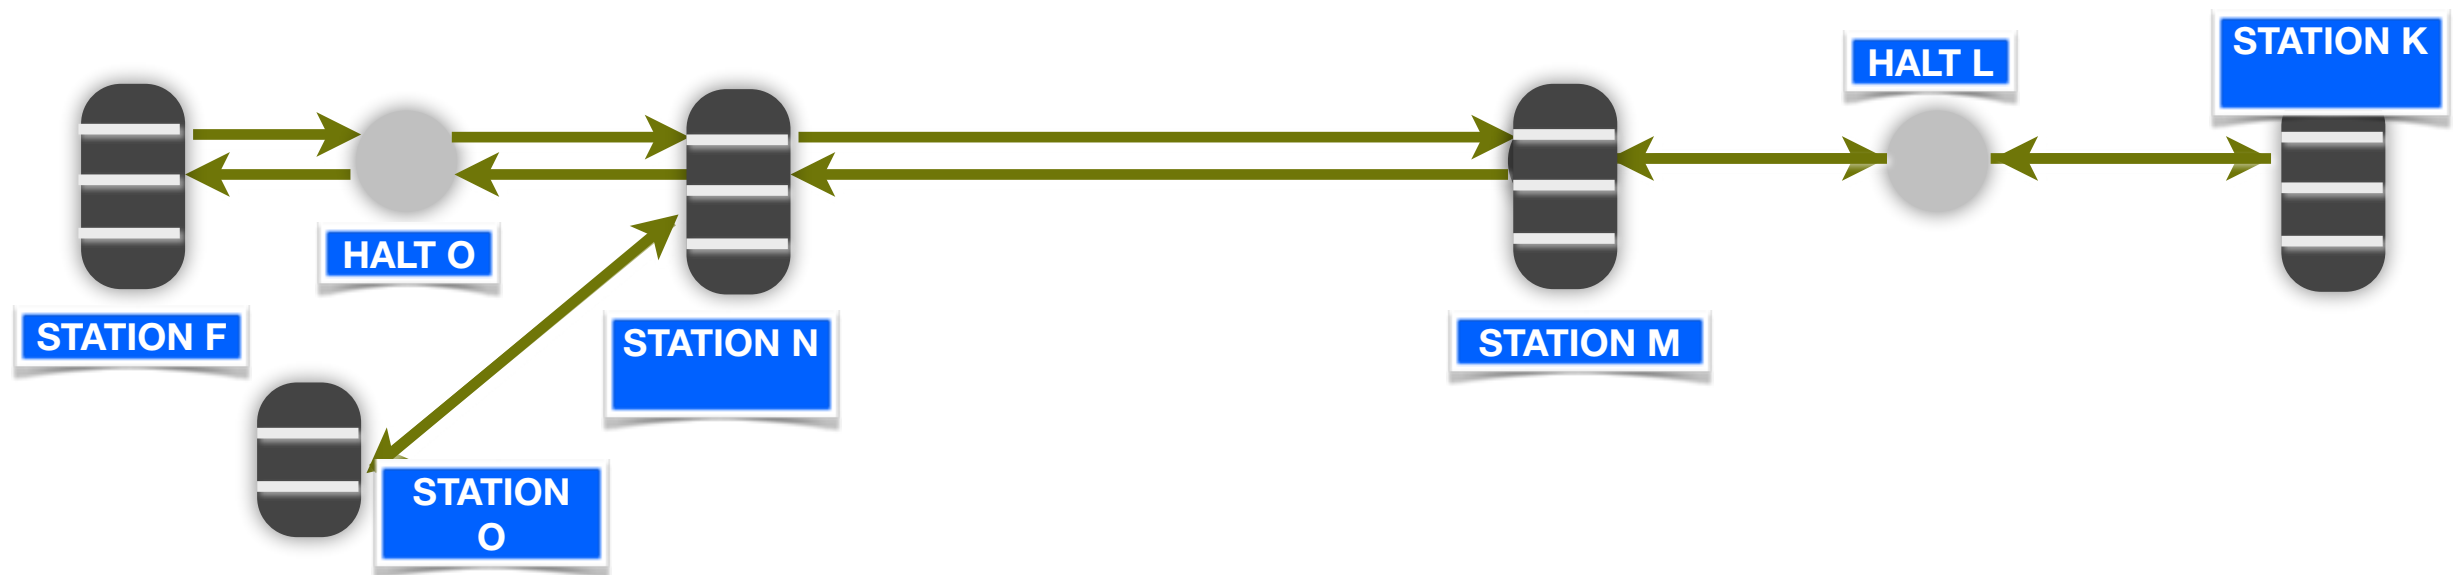 STATION K
HALT L
HALT O
STATION F
STATION N
STATION M
STATION
O